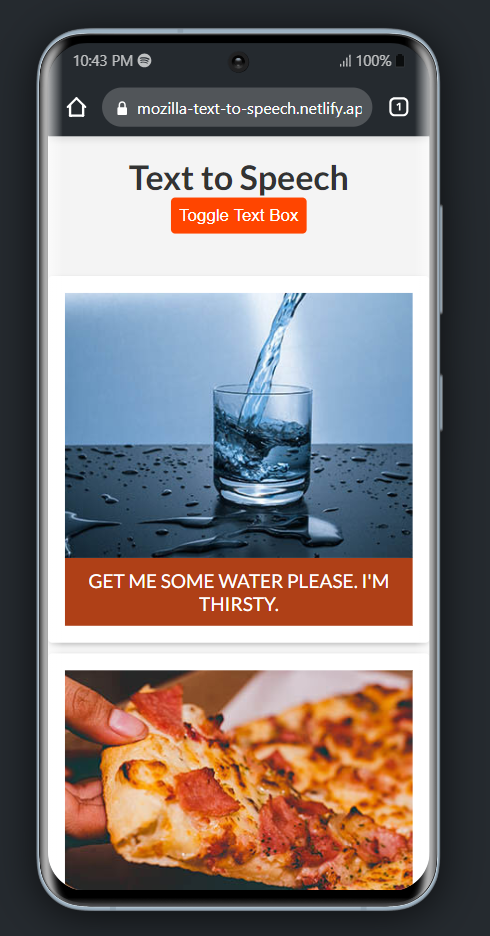 10:43 PM
100%
mozilla-text-to-speech.netlify.ap
1
Text to Speech
Toggle Text Box
GET ME SOME WATER PLEASE. I'M
THIRSTY.